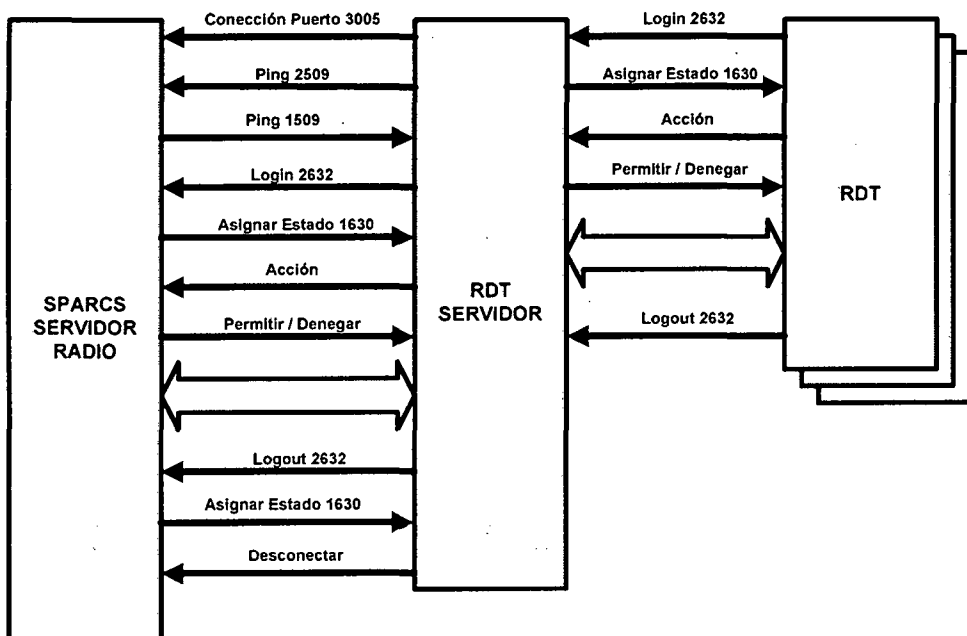 Conección Puerto 3005
Ping 2509
Ping 1509
Login 2632
Asignar Estado 1630
Acción
Permitir / Denegar
Logout 2632
Asignar Estado 1630
Desconectar
SPARCS
SERVIDOR
RADIO
RDT
SERVIDOR
Login 2632
Asignar Estado 1630
Acción
Permitir / Denegar
Logout 2632
RDT